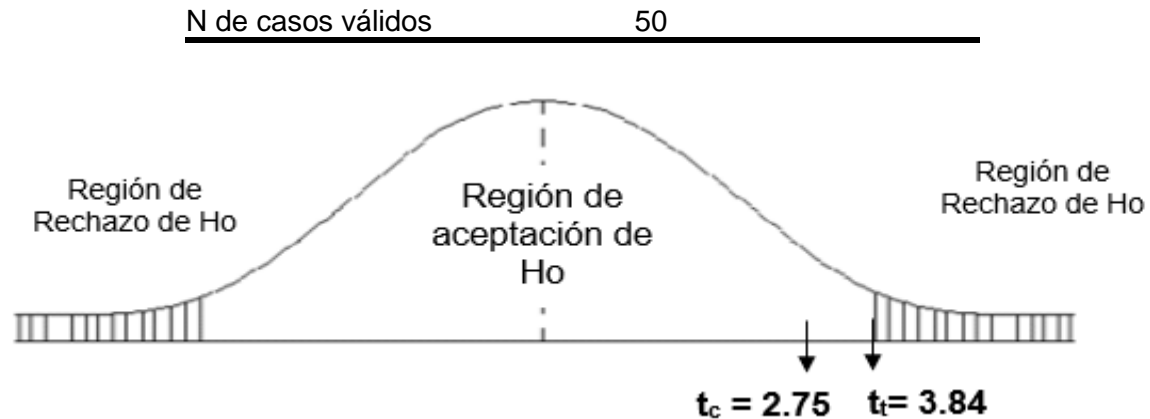 N de casos válidos 50
Región de
Rechazo de Ho
Región de
aceptación de
Ho
Región de
Rechazo de Ho
tc = 2.75 tt= 3.84